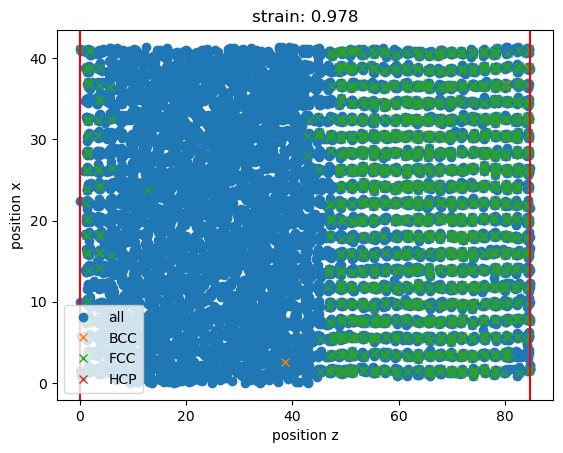 strain: 0.978
position x
40
30
20
10
0
all
BCC
FCC
HCP
0
20
40
60
80
position z